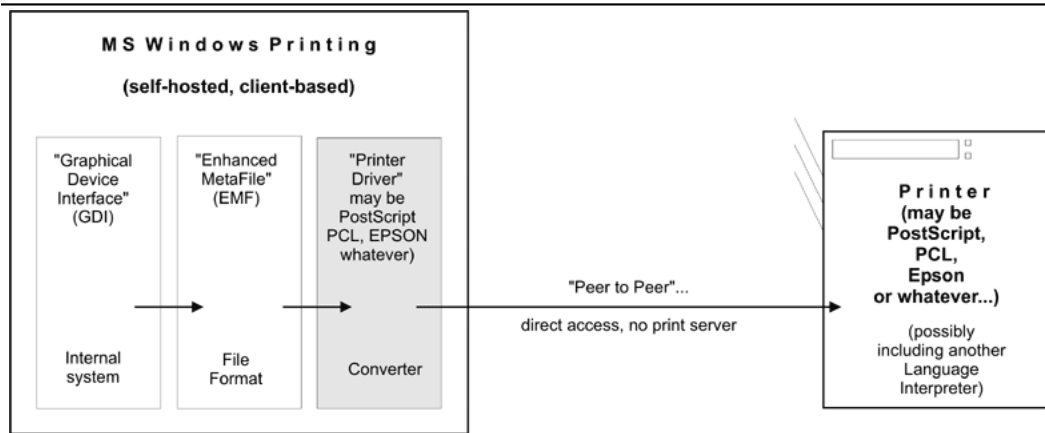 MS Windows Printing
(self-hosted, client-based)
"Graphical
Device
Interface"
(GDI)
Internal
system
"Enhanced
MetaFile"
(EMF)
File
Format
"Printer
Driver"
may be
PostScript
PCL, EPSON
whatever)
Converter
"Peer to Peer"...
direct access, no print server
Printer
(may be
PostScript,
PCL,
Epson
or whatever...)
(possibly
including another
Language
Interpreter)